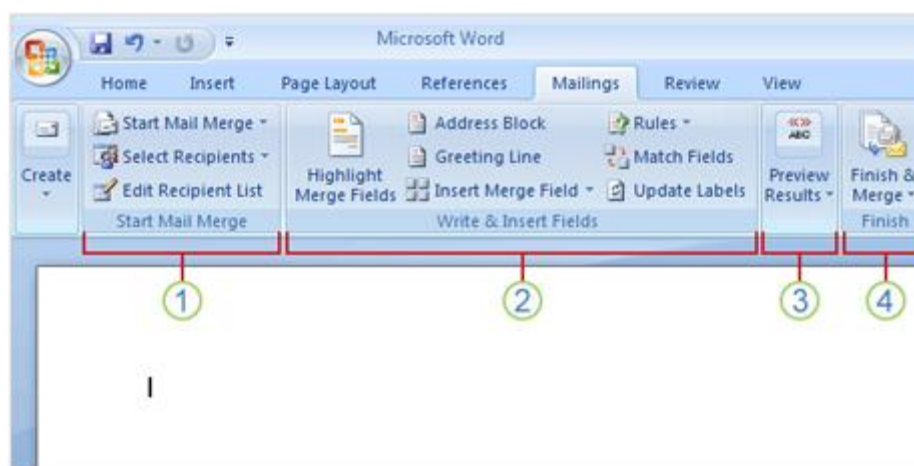 Microsoft Word
Home Insert Page Layout References Mailings Review View
Create
Start Mail Merge
Select Recipients
Edit Recipient List
Start Mail Merge
Highlight
Merge Fields
Address Block
Greeting Line
Insert Merge Field
Rules
Match Fields
Update Labels
Write & Insert Fields
ABC
Preview
Results
Finish &
Merge
Finish
1 2 3 4